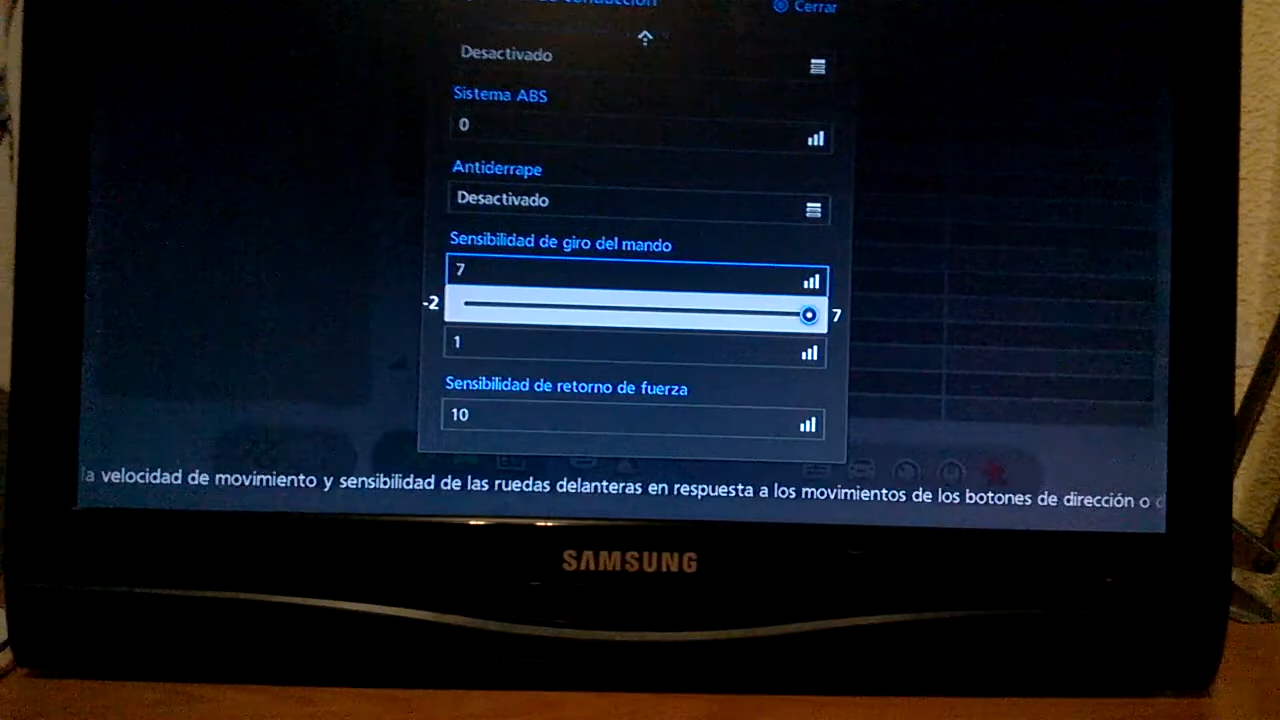 conducción
Cerrar
Desactivado
Sistema ABS
0
Antiderrape
Desactivado
Sensibilidad de giro del mando
7
-2
7
1
Sensibilidad de retorno de fuerza
10
la velocidad de movimiento y sensibilidad de las ruedas delanteras en respuesta a los movimientos de los botones de dirección o
SAMSUNG